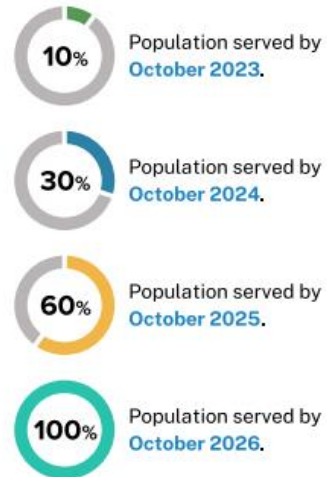 10%
Population served by
October 2023.
30%
Population served by
October 2024.
60%
Population served by
October 2025.
100%
Population served by
October 2026.